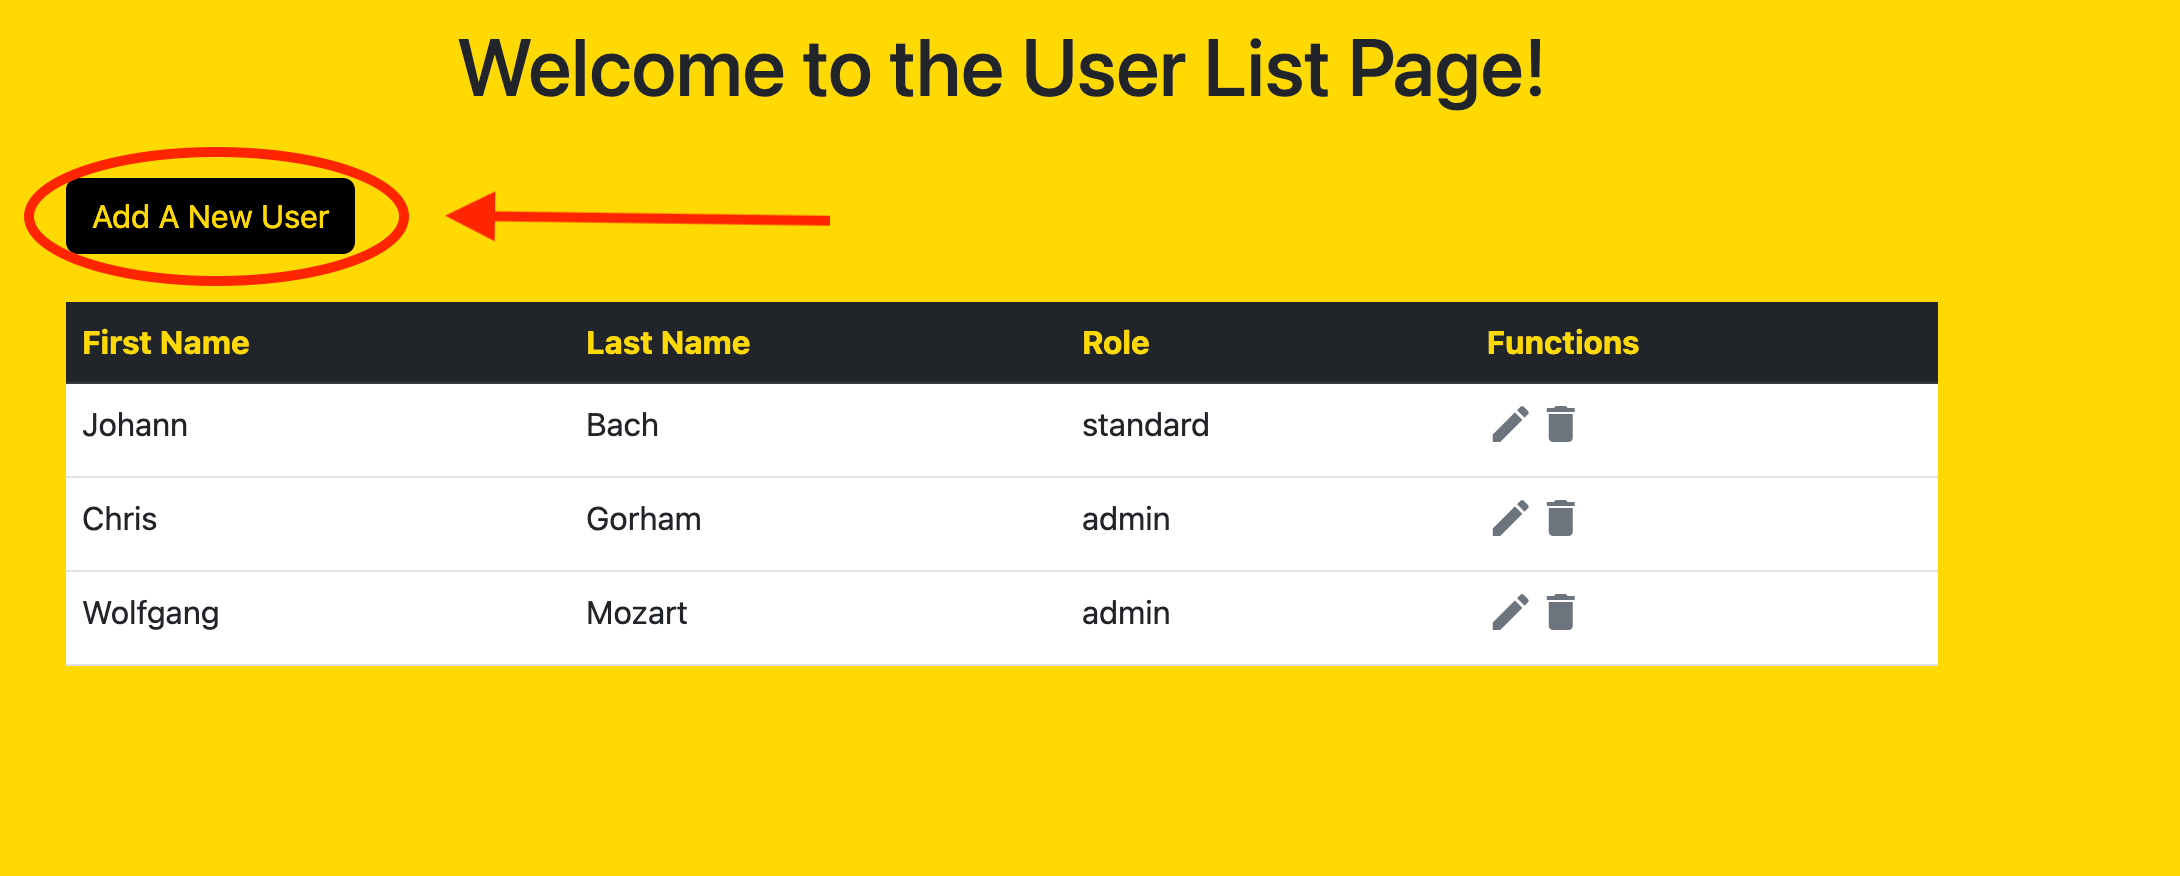 Welcome to the User List Page!
Add A New User
First Name Last Name Role Functions
Johann Bach standard
Chris Gorham admin
Wolfgang Mozart admin